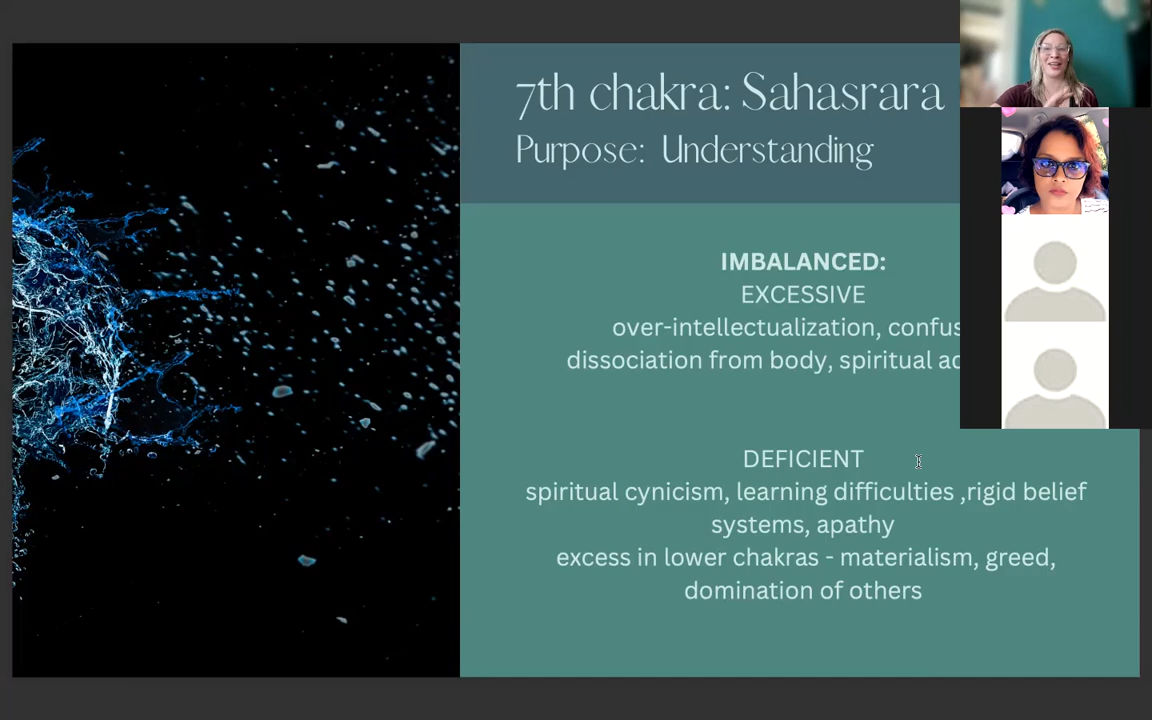 7th chakra: Sahasrara
Purpose: Understanding
IMBALANCED:
EXCESSIVE
over-intellectualization,
dissociation from body, spiritual
DEFICIENT
spiritual cynicism, learning difficulties ,rigid belief
systems, apathy
excess in lower chakras - materialism, greed,
domination of others